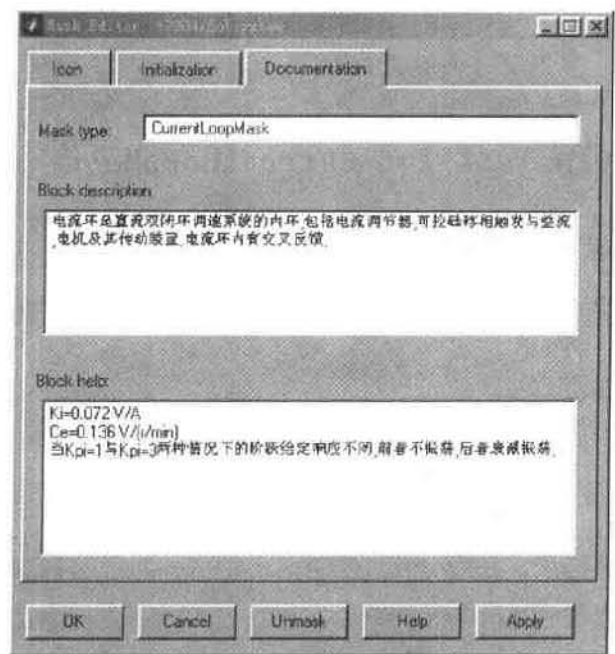 Mask Editor
Icon
Initialization
Documentation
Mask type:
CurrentLoopMask
Block description:
电流环是直流双闭环调速系统的内环,包括电流调节器,可控硅移相触发与整流
,电机及其传动装置.电流环内有交叉反馈.
Block help:
Ki=0.072 V/A
Ce=0.136 V/(r/min)
当Kpi=1与Kpi=3两种情况下的阶跃给定响应不同,前者不振荡,后者衰减振荡.
OK
Cancel
Unmask
Help
Apply